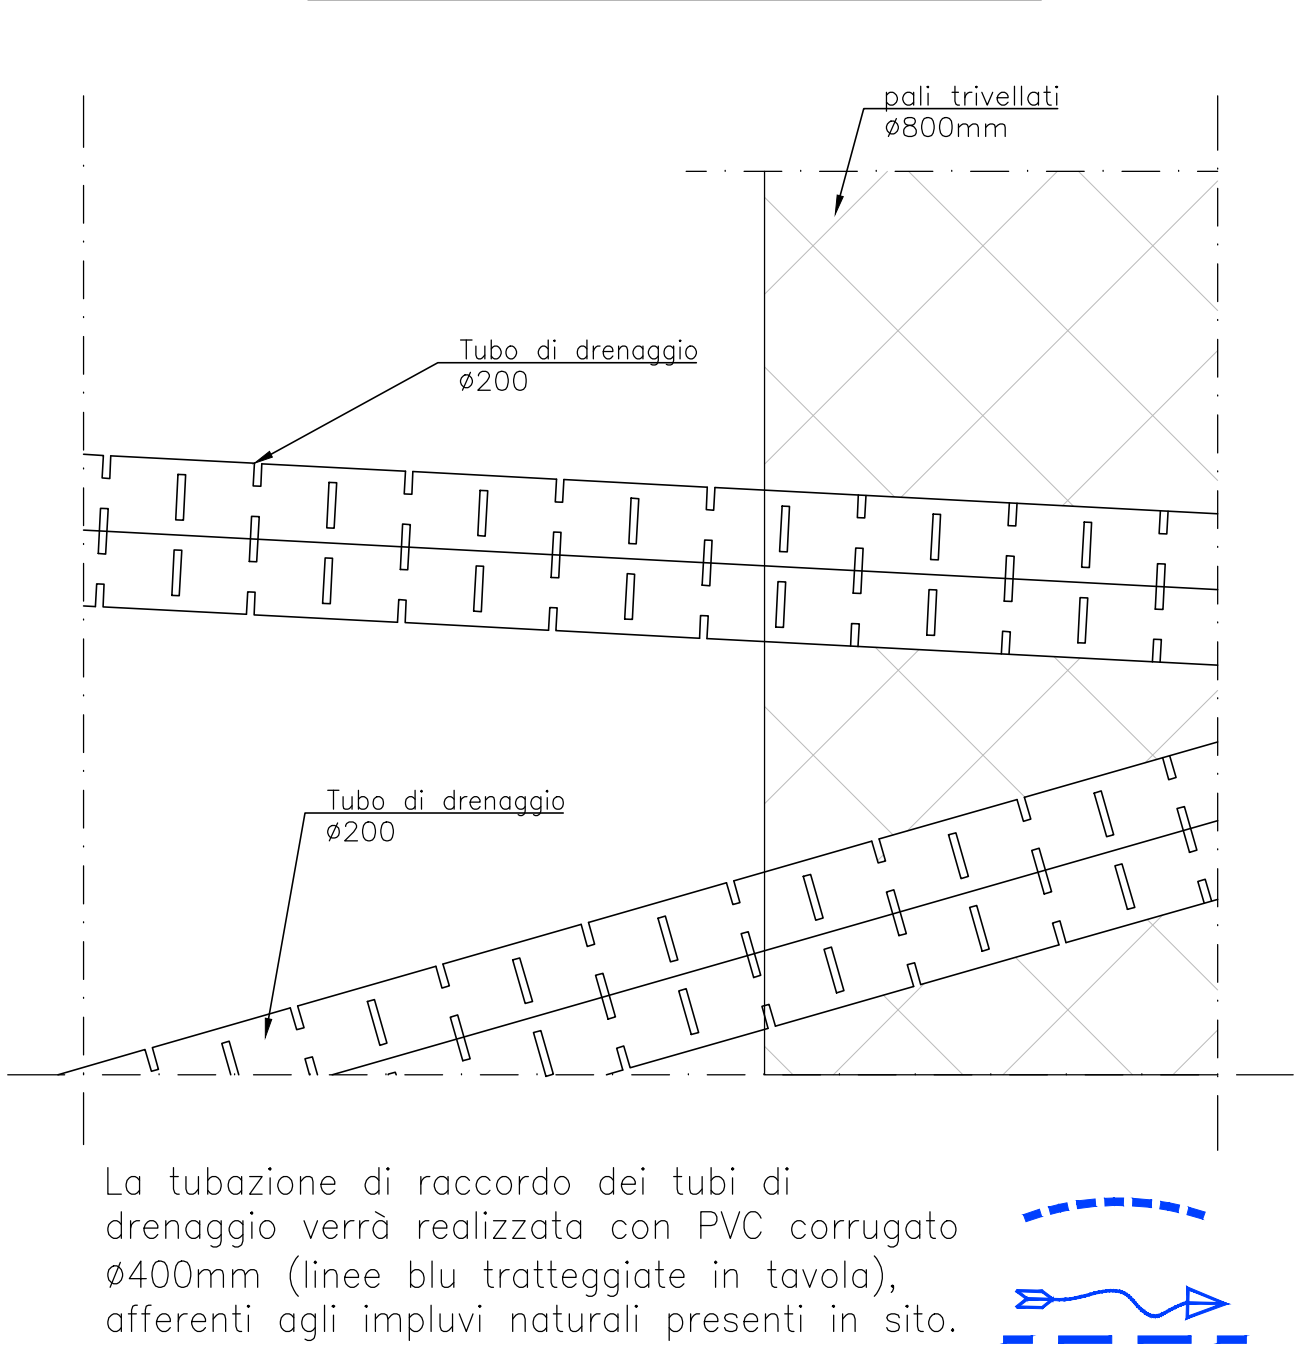 pali trivellati
Ø800mm
Tubo di drenaggio
Ø200
Tubo di drenaggio
Ø200
La tubazione di raccordo dei tubi di
drenaggio verrà realizzata con PVC corrugato
Ø400mm (linee blu tratteggiate in tavola),
afferenti agli impluvi naturali presenti in sito.